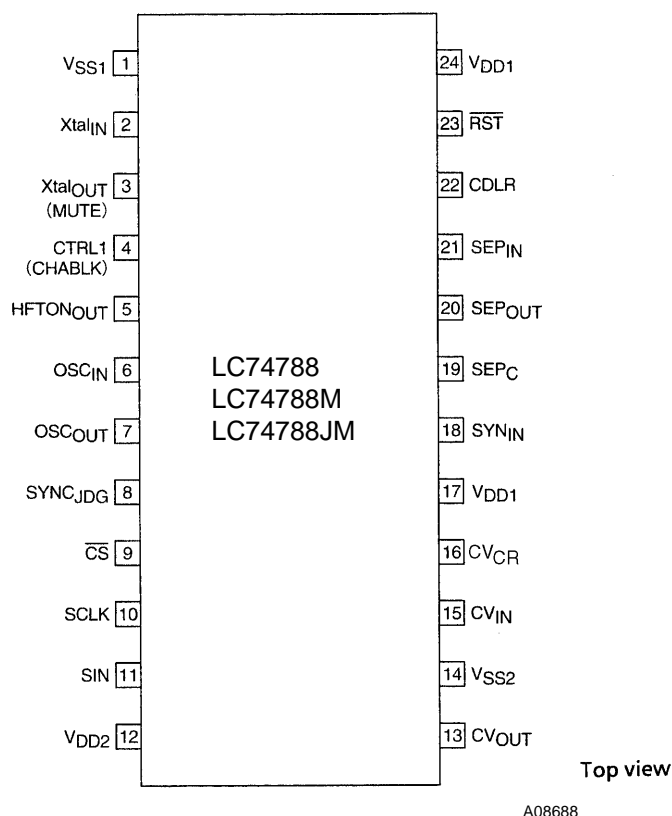 VSS1 1
24 VDD1
XtalIN 2
23 RST
XtalOUT 3
(MUTE)
22 CDLR
CTRL1 4
(CHABLK)
21 SEPIN
HFTONOUT 5
20 SEPOUT
OSCIN 6
LC74788
19 SEPC
LC74788M
OSCOUT 7
LC74788JM
18 SYNIN
SYNCJDG 8
17 VDD1
CS 9
16 CVCR
SCLK 10
15 CVIN
SIN 11
14 VSS2
VDD2 12
13 CVOUT
Top view
A08688